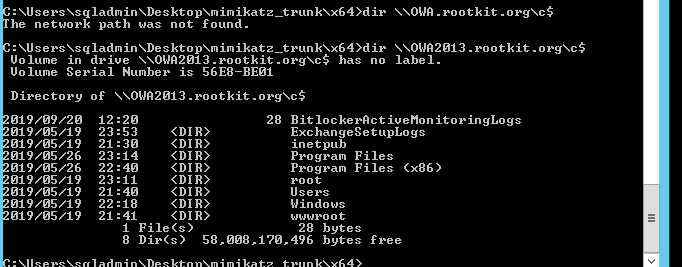 C:\Users\sqladmin\Desktop\mimikatz_trunk\x64>dir \\OWA.rootkit.org\c$
The network path was not found.
C:\Users\sqladmin\Desktop\mimikatz_trunk\x64>dir \\OWA2013.rootkit.org\c$
Volume in drive \\OWA2013.rootkit.org\c$ has no label.
Volume Serial Number is 56E8-BE01
Directory of \\OWA2013.rootkit.org\c$
2019/09/20  12:20                28 BitlockerActiveMonitoringLogs
2019/05/19  23:53    <DIR>          ExchangeSetupLogs
2019/05/19  21:30    <DIR>          inetpub
2019/05/26  23:14    <DIR>          Program Files
2019/05/26  22:40    <DIR>          Program Files (x86)
2019/05/19  23:11    <DIR>          root
2019/05/19  21:40    <DIR>          Users
2019/05/19  22:18    <DIR>          Windows
2019/05/19  21:41    <DIR>          wwwroot
1 File(s)             28 bytes
8 Dir(s)  58,008,170,496 bytes free
C:\Users\sqladmin\Desktop\mimikatz_trunk\x64>